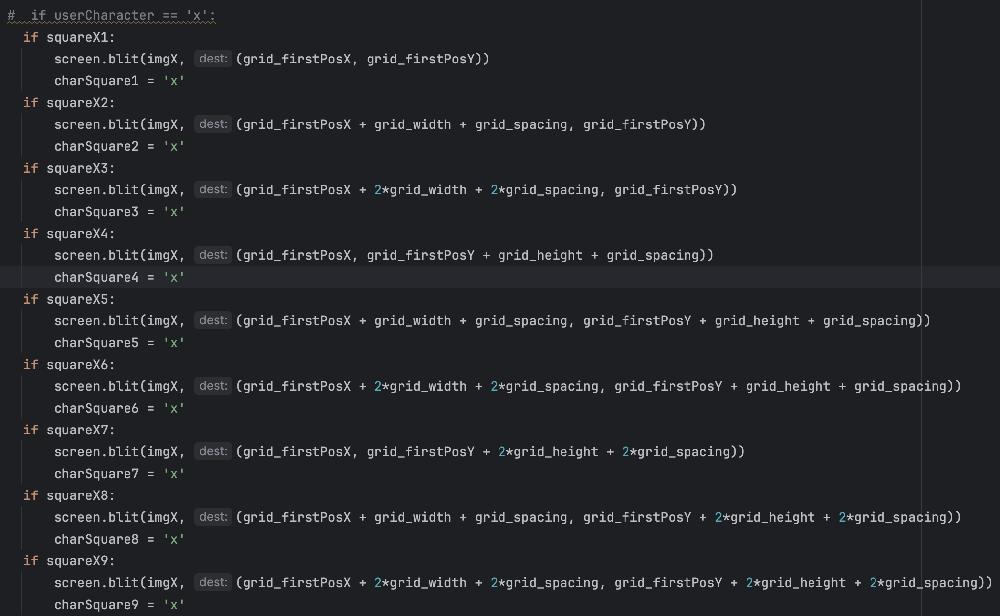 #  if userCharacter == 'x':
if squareX1:
screen.blit(imgX, dest: (grid_firstPosX, grid_firstPosY))
charSquare1 = 'x'
if squareX2:
screen.blit(imgX, dest: (grid_firstPosX + grid_width + grid_spacing, grid_firstPosY))
charSquare2 = 'x'
if squareX3:
screen.blit(imgX, dest: (grid_firstPosX + 2*grid_width + 2*grid_spacing, grid_firstPosY))
charSquare3 = 'x'
if squareX4:
screen.blit(imgX, dest: (grid_firstPosX, grid_firstPosY + grid_height + grid_spacing))
charSquare4 = 'x'
if squareX5:
screen.blit(imgX, dest: (grid_firstPosX + grid_width + grid_spacing, grid_firstPosY + grid_height + grid_spacing))
charSquare5 = 'x'
if squareX6:
screen.blit(imgX, dest: (grid_firstPosX + 2*grid_width + 2*grid_spacing, grid_firstPosY + grid_height + grid_spacing))
charSquare6 = 'x'
if squareX7:
screen.blit(imgX, dest: (grid_firstPosX, grid_firstPosY + 2*grid_height + 2*grid_spacing))
charSquare7 = 'x'
if squareX8:
screen.blit(imgX, dest: (grid_firstPosX + grid_width + grid_spacing, grid_firstPosY + 2*grid_height + 2*grid_spacing))
charSquare8 = 'x'
if squareX9:
screen.blit(imgX, dest: (grid_firstPosX + 2*grid_width + 2*grid_spacing, grid_firstPosY + 2*grid_height + 2*grid_spacing))
charSquare9 = 'x'